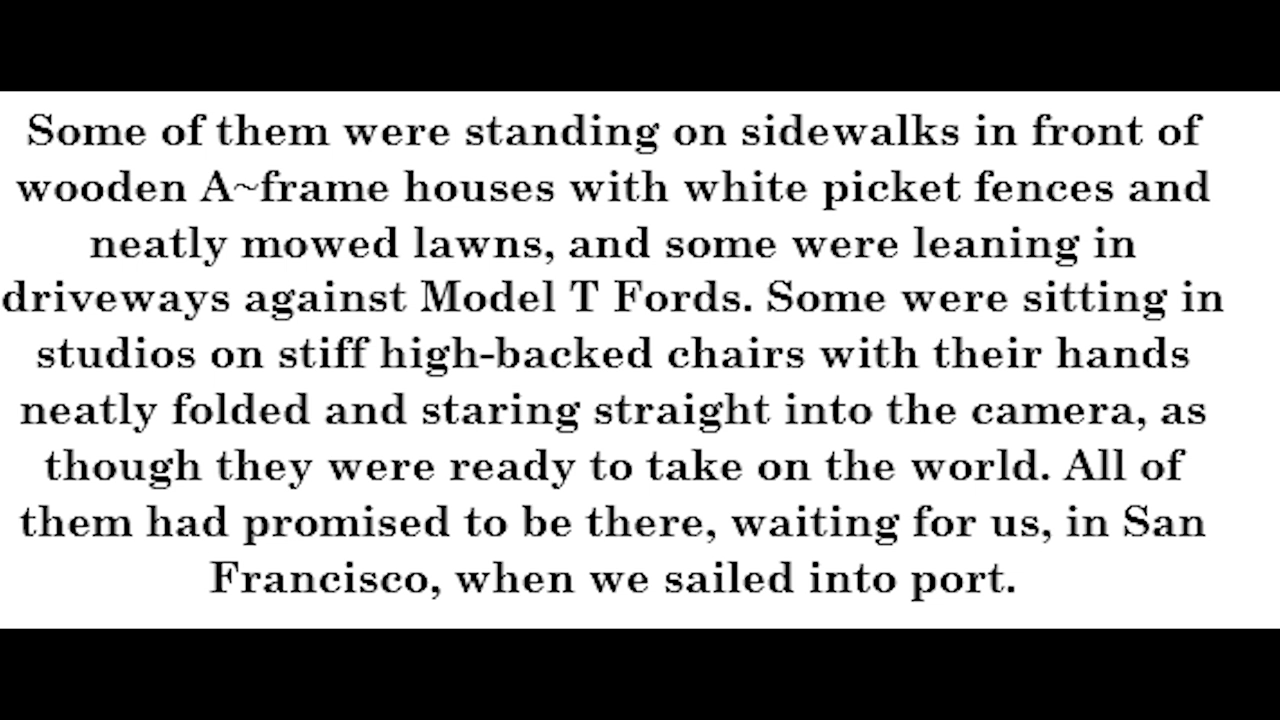 Some of them were standing on sidewalks in front of
wooden A~frame houses with white picket fences and
neatly mowed lawns, and some were leaning in
driveways against Model T Fords. Some were sitting in
studios on stiff high-backed chairs with their hands
neatly folded and staring straight into the camera, as
though they were ready to take on the world. All of
them had promised to be there, waiting for us, in San
Francisco, when we sailed into port.